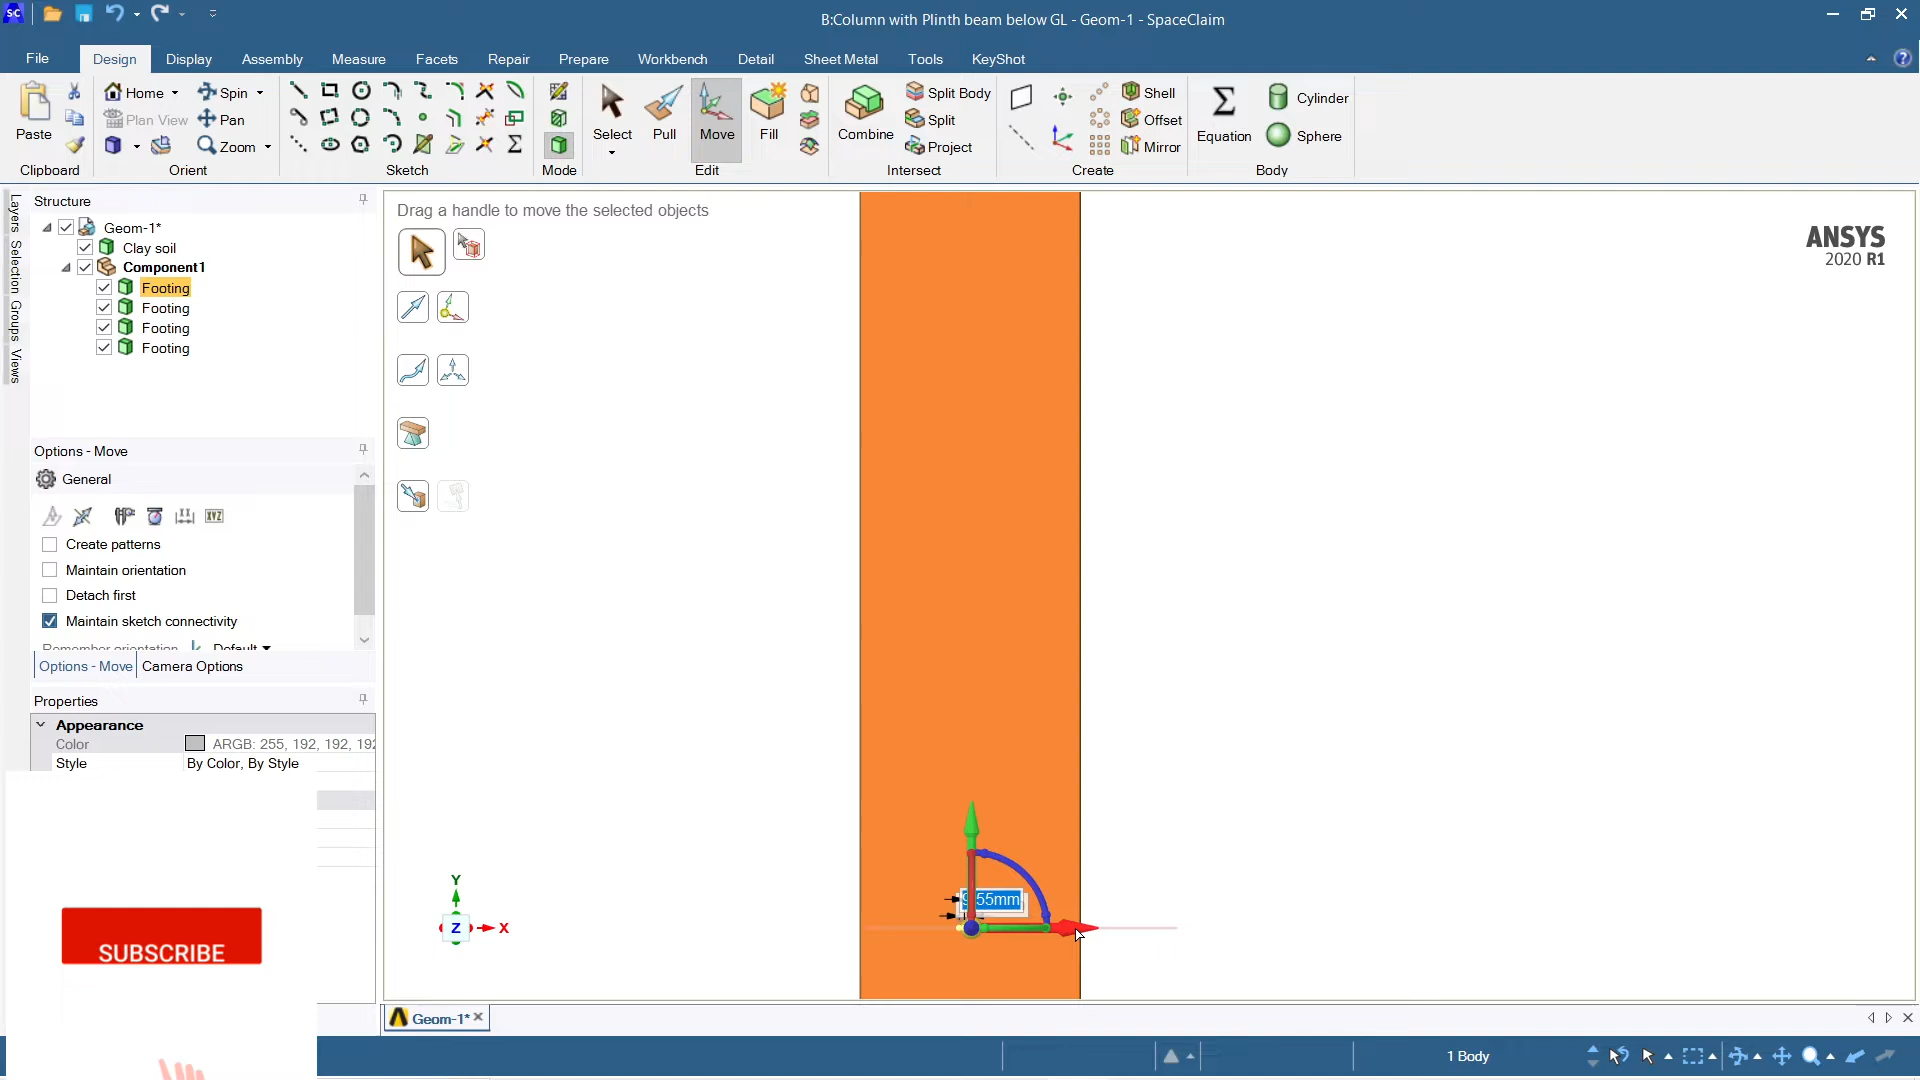 B:Column with Plinth beam below GL - Geom-1 - SpaceClaim
File
Design
Display
Assembly
Measure
Facets
Repair
Prepare
Workbench
Detail
Sheet Metal
Tools
KeyShot
Paste
Clipboard
Home
Spin
Plan View
Pan
Zoom
Orient
Sketch
Mode
Select
Pull
Move
Fill
Edit
Combine
Split Body
Split
Project
Intersect
Shell
Offset
Mirror
Create
Equation
Cylinder
Sphere
Body
Layers
Selection
Groups
Views
Structure
Geom-1*
Clay soil
Component1
Footing
Footing
Footing
Footing
Options - Move
General
Create patterns
Maintain orientation
Detach first
Maintain sketch connectivity
Remember orientation
Default
Options - Move
Camera Options
Properties
Appearance
Color
ARGB: 255, 192, 192, 192
Style
By Color, By Style
SUBSCRIBE
Drag a handle to move the selected objects
ANSYS
2020 R1
Y
Z
X
Geom-1*
1 Body